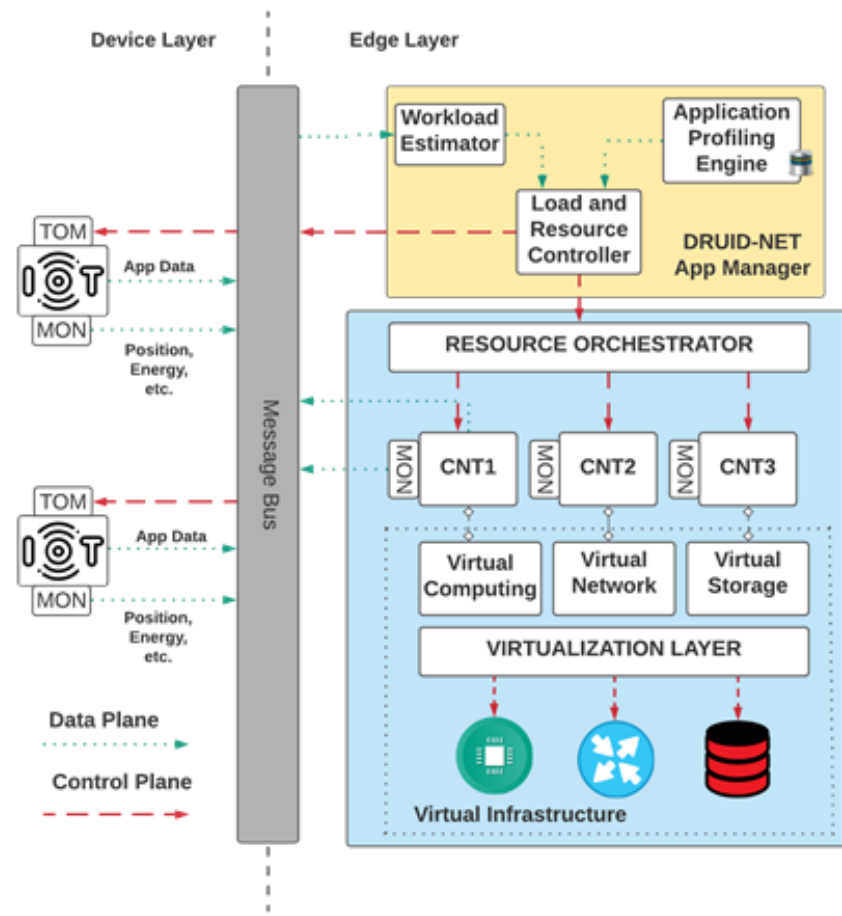 Device Layer
Edge Layer
Workload
Estimator
Application
Profiling
Engine
Load and
Resource
Controller
DRUID-NET
App Manager
TOM
IOT
MON
App Data
Position,
Energy,
etc.
Message Bus
RESOURCE ORCHESTRATOR
MON
CNT1
MON
CNT2
MON
CNT3
TOM
IOT
MON
App Data
Position,
Energy,
etc.
Virtual
Computing
Virtual
Network
Virtual
Storage
VIRTUALIZATION LAYER
Virtual Infrastructure
Data Plane
Control Plane